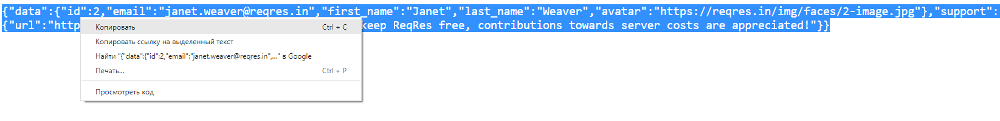 {"data":{"id":2,"email":"janet.weaver@reqres.in","first_name":"Janet","last_name":"Weaver","avatar":"https://reqres.in/img/faces/2-image.jpg"},"support":
{"url":"http keep ReqRes free, contributions towards server costs are appreciated!"}}
Копировать Ctrl + C
Копировать ссылку на выделенный текст
Найти "{"data":{"id":2,"email":"janet.weaver@reqres.in",..." в Google
Печать... Ctrl + P
Просмотреть код